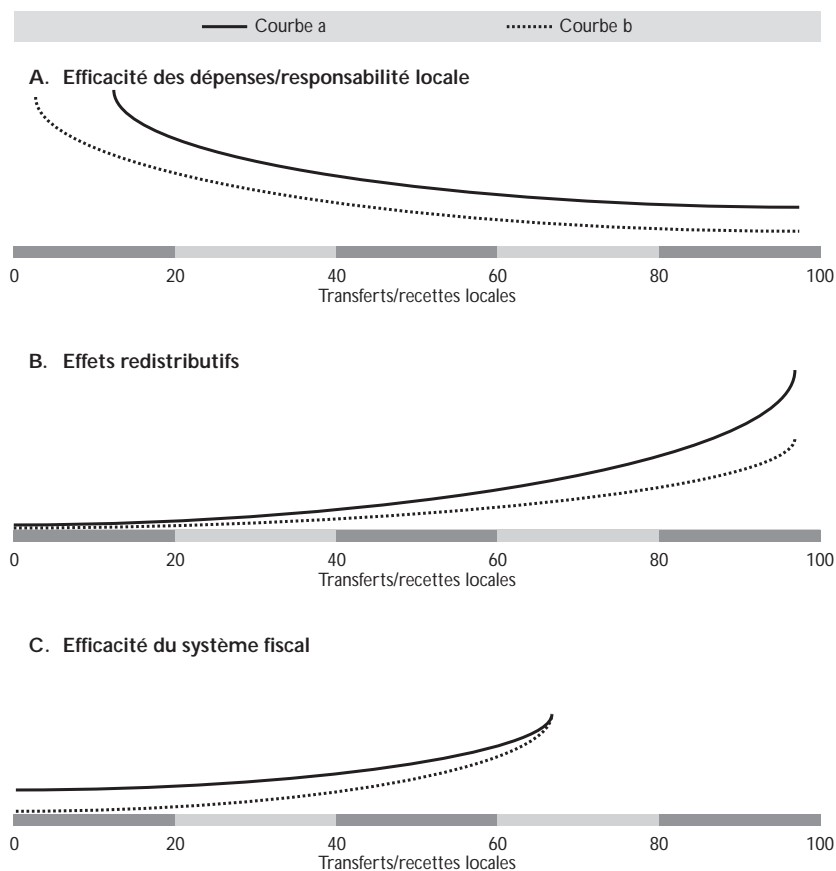 Courbe a Courbe b
A. Efficacité des dépenses/responsabilité locale
0 20 40 60 80 100
Transferts/recettes locales
B. Effets redistributifs
0 20 40 60 80 100
Transferts/recettes locales
C. Efficacité du système fiscal
0 20 40 60 80 100
Transferts/recettes locales